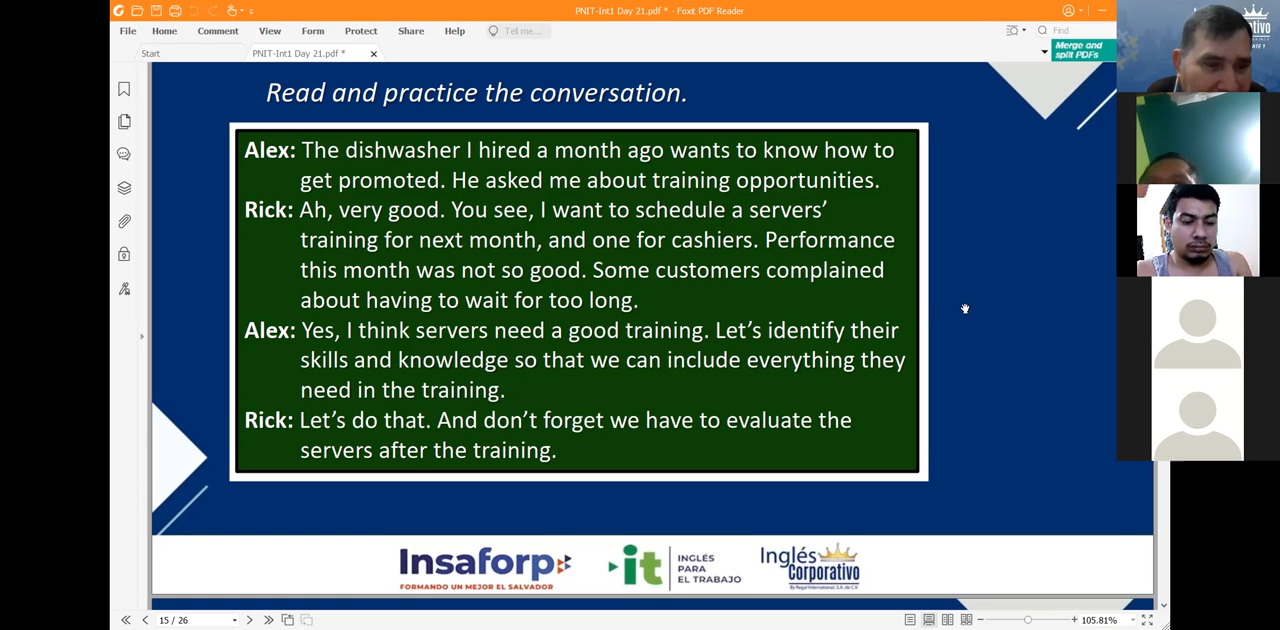 PNIT-Int1 Day 21.pdf * - Foxit PDF Reader
File Home Comment View Form Protect Share Help Tell me... Find
Start PNIT-Int1 Day 21.pdf *
Merge and
split PDFs
Read and practice the conversation.
Alex: The dishwasher I hired a month ago wants to know how to
get promoted. He asked me about training opportunities.
Rick: Ah, very good. You see, I want to schedule a servers’
training for next month, and one for cashiers. Performance
this month was not so good. Some customers complained
about having to wait for too long.
Alex: Yes, I think servers need a good training. Let’s identify their
skills and knowledge so that we can include everything they
need in the training.
Rick: Let’s do that. And don’t forget we have to evaluate the
servers after the training.
Insaforp
FORMANDO UN MEJOR EL SALVADOR
it
INGLÉS
PARA
EL TRABAJO
Inglés
Corporativo
By Regal International, S.A. de C.V.
15 / 26
105.81%